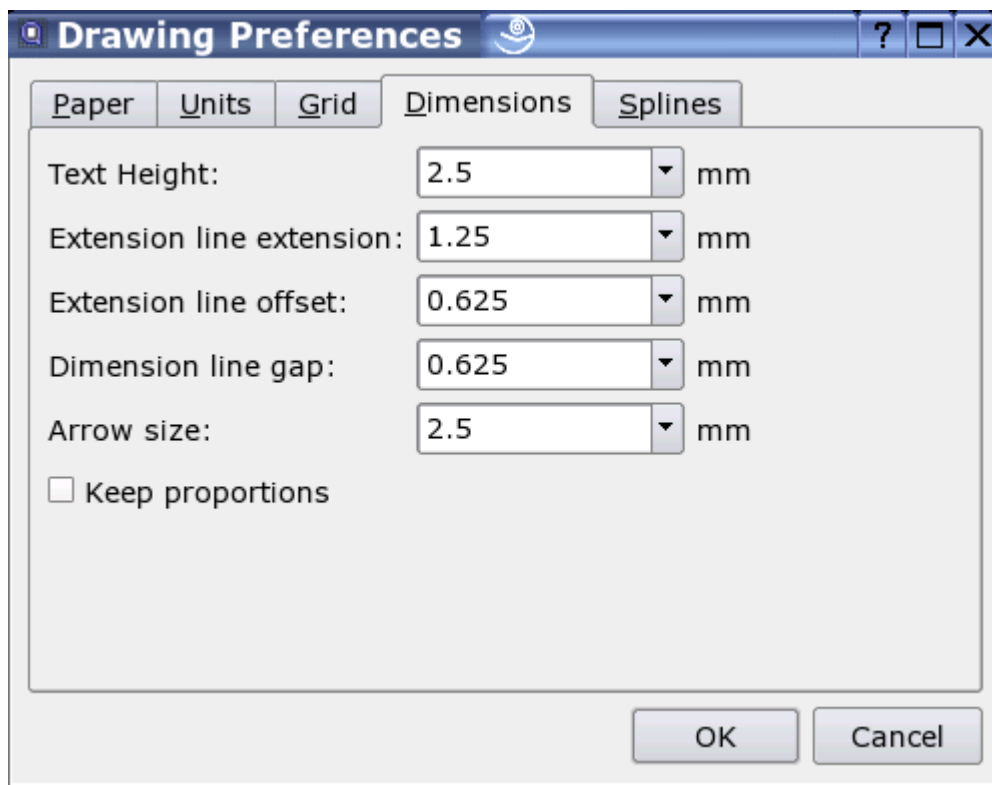 Drawing Preferences ?
Paper Units Grid Dimensions Splines
Text Height: 2.5 mm
Extension line extension: 1.25 mm
Extension line offset: 0.625 mm
Dimension line gap: 0.625 mm
Arrow size: 2.5 mm
Keep proportions
OK Cancel